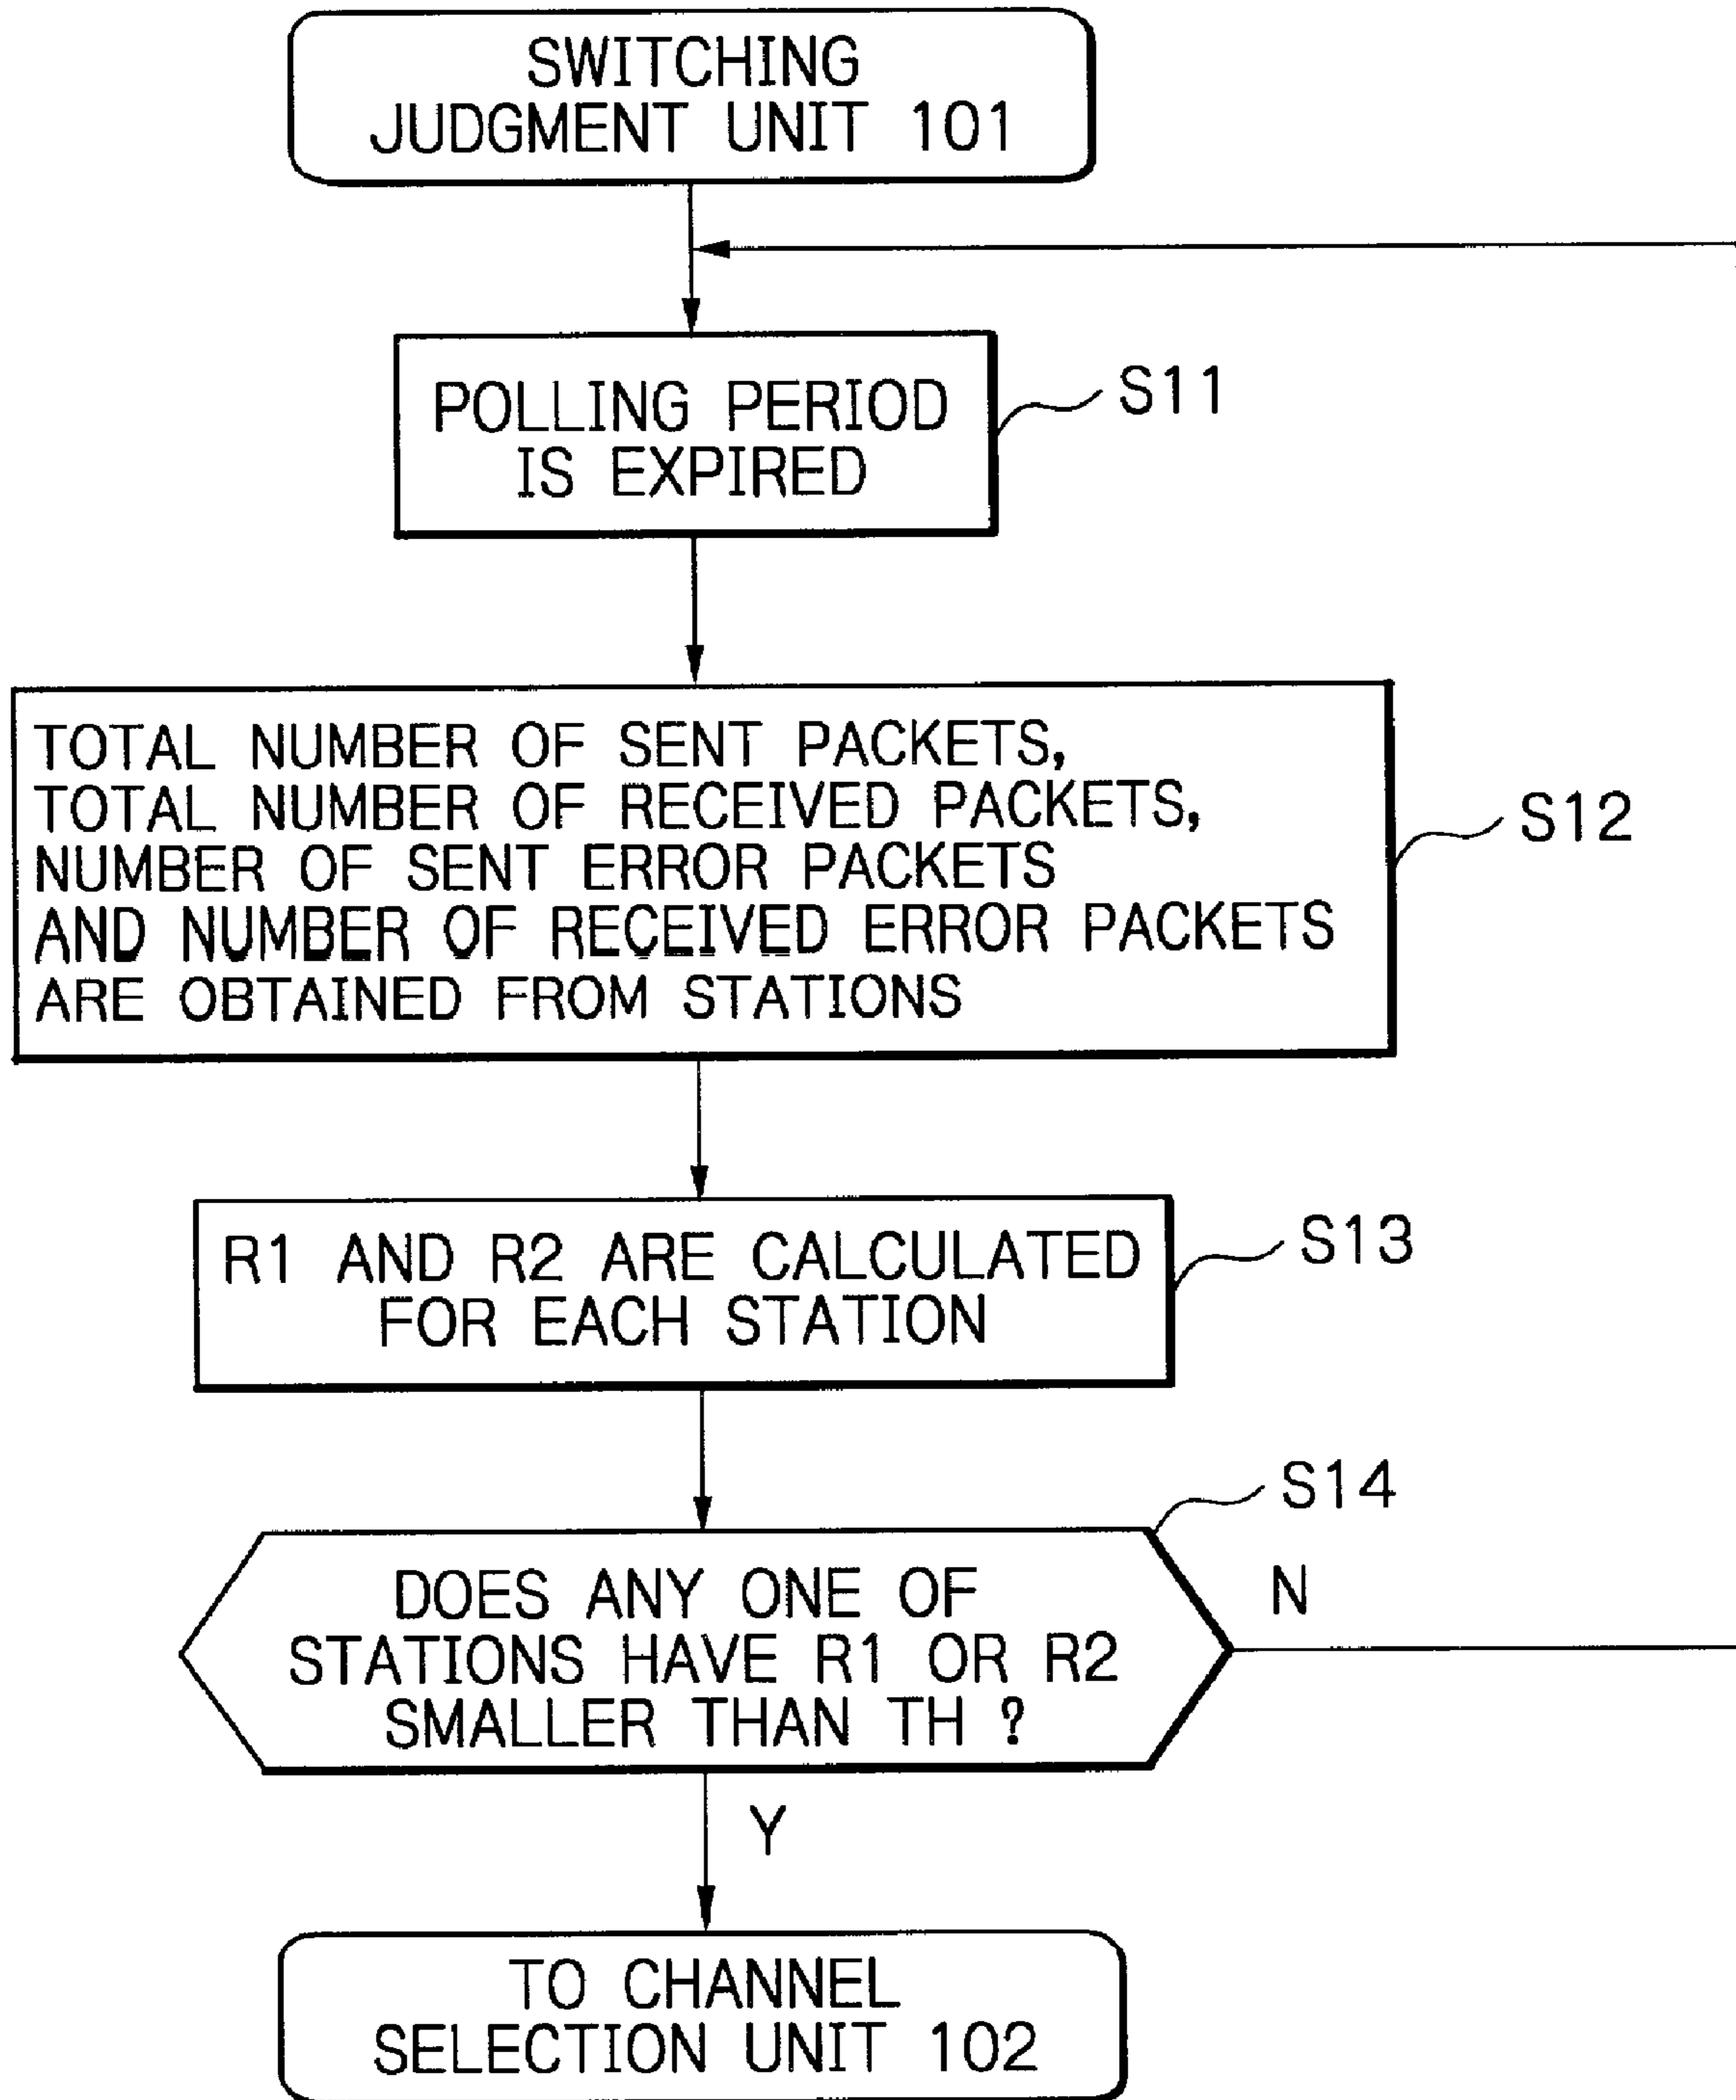 SWITCHING
JUDGMENT UNIT 101
POLLING PERIOD
IS EXPIRED
S11
TOTAL NUMBER OF SENT PACKETS,
TOTAL NUMBER OF RECEIVED PACKETS,
NUMBER OF SENT ERROR PACKETS
AND NUMBER OF RECEIVED ERROR PACKETS
ARE OBTAINED FROM STATIONS
S12
R1 AND R2 ARE CALCULATED
FOR EACH STATION
S13
S14
DOES ANY ONE OF
STATIONS HAVE R1 OR R2
SMALLER THAN TH ?
N
Y
TO CHANNEL
SELECTION UNIT 102